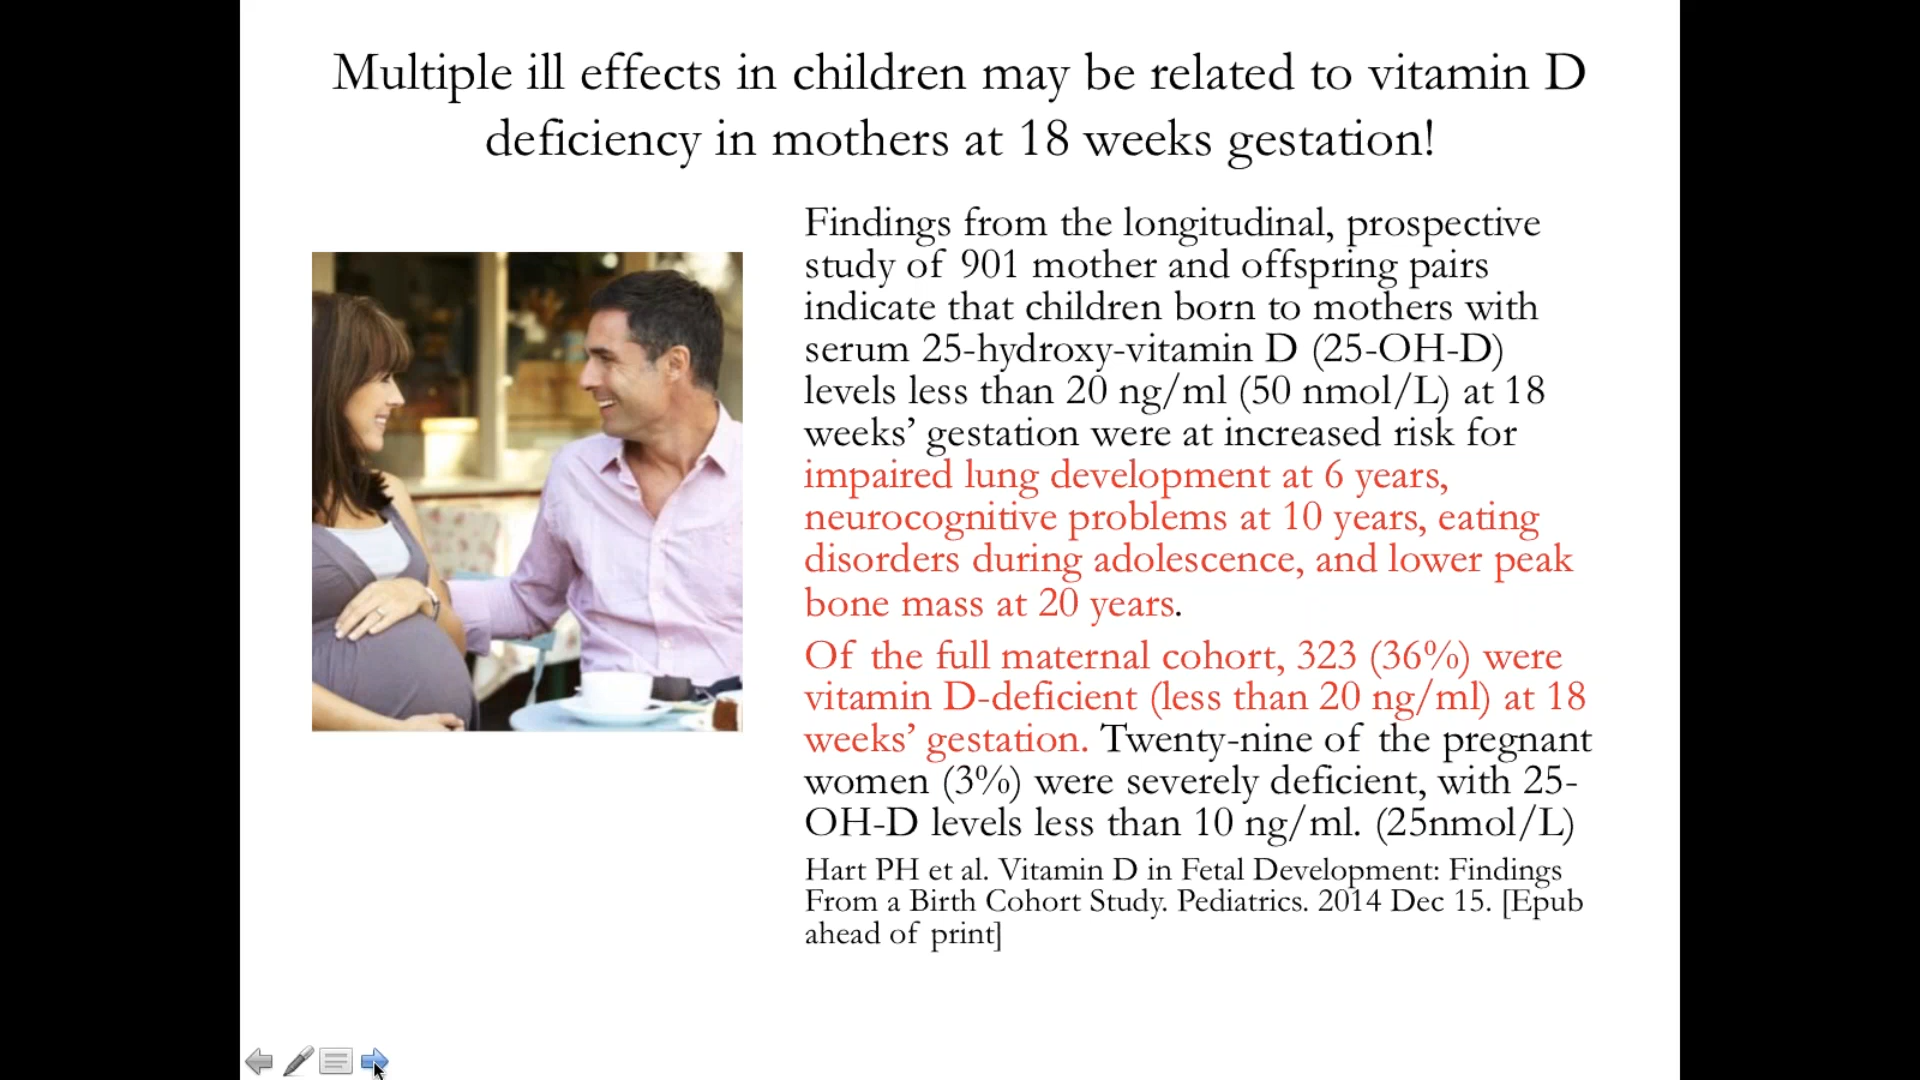 Multiple ill effects in children may be related to vitamin D
deficiency in mothers at 18 weeks gestation!
Findings from the longitudinal, prospective
study of 901 mother and offspring pairs
indicate that children born to mothers with
serum 25-hydroxy-vitamin D (25-OH-D)
levels less than 20 ng/ml (50 nmol/L) at 18
weeks’ gestation were at increased risk for
impaired lung development at 6 years,
neurocognitive problems at 10 years, eating
disorders during adolescence, and lower peak
bone mass at 20 years.
Of the full maternal cohort, 323 (36%) were
vitamin D-deficient (less than 20 ng/ml) at 18
weeks’ gestation. Twenty-nine of the pregnant
women (3%) were severely deficient, with 25-
OH-D levels less than 10 ng/ml. (25nmol/L)
Hart PH et al. Vitamin D in Fetal Development: Findings
From a Birth Cohort Study. Pediatrics. 2014 Dec 15. [Epub
ahead of print]